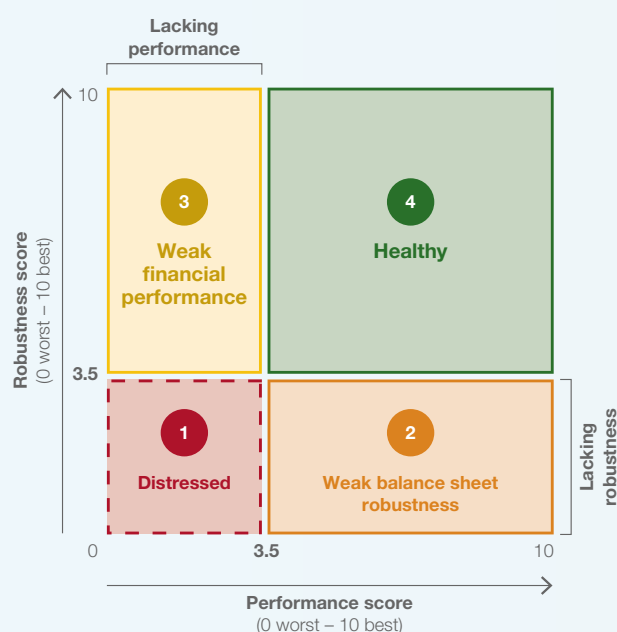 Lacking
performance
10
Robustness score
(0 worst – 10 best)
3
Weak
financial
performance
4
Healthy
3.5
1
Distressed
2
Weak balance sheet
robustness
Lacking
robustness
0
3.5
10
Performance score
(0 worst – 10 best)